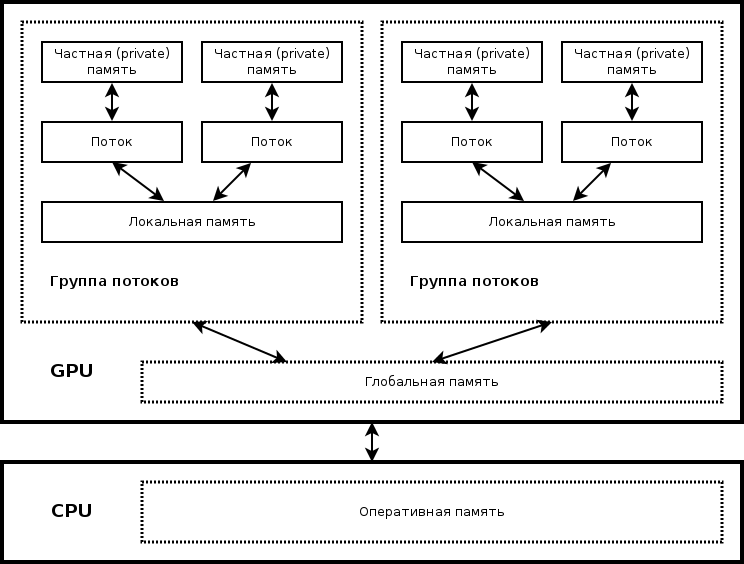 Частная (private)
память
Частная (private)
память
Частная (private)
память
Частная (private)
память
Поток
Поток
Поток
Поток
Локальная память
Локальная память
Группа потоков
Группа потоков
GPU
Глобальная память
CPU
Оперативная память